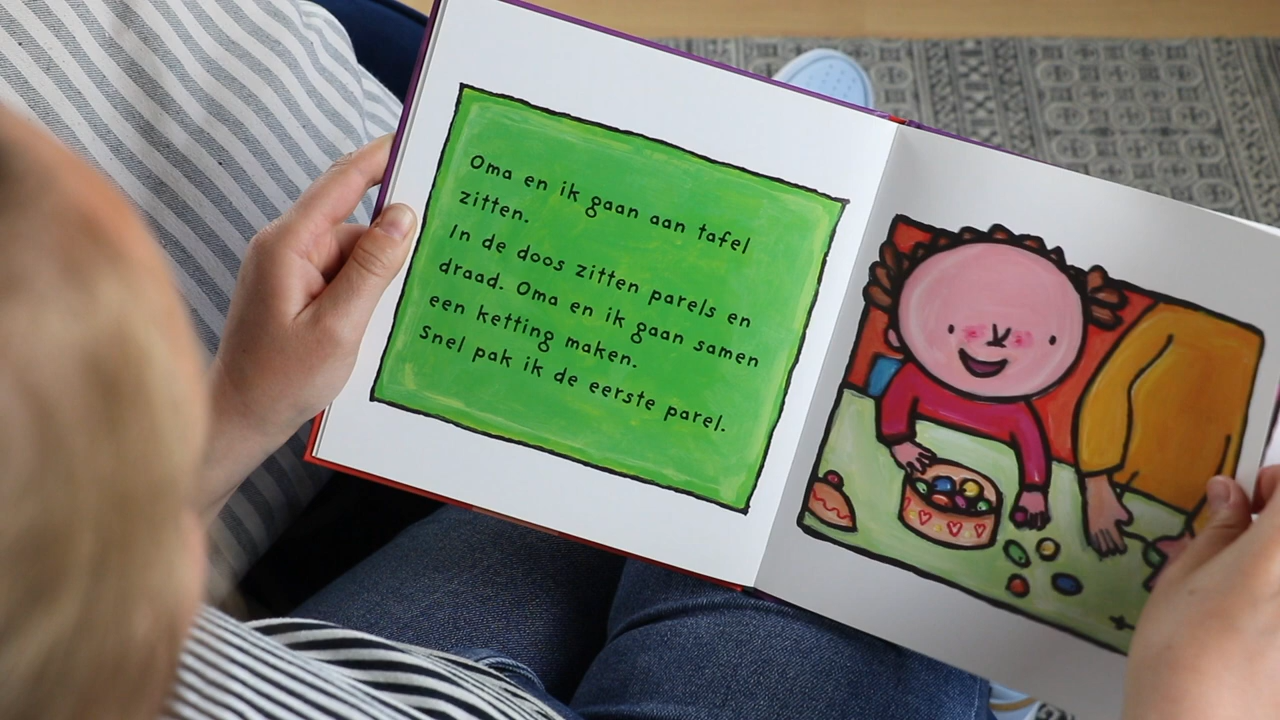 Oma en ik gaan aan tafel
zitten.
In de doos zitten parels en
draad. Oma en ik gaan samen
een ketting maken.
Snel pak ik de eerste parel.